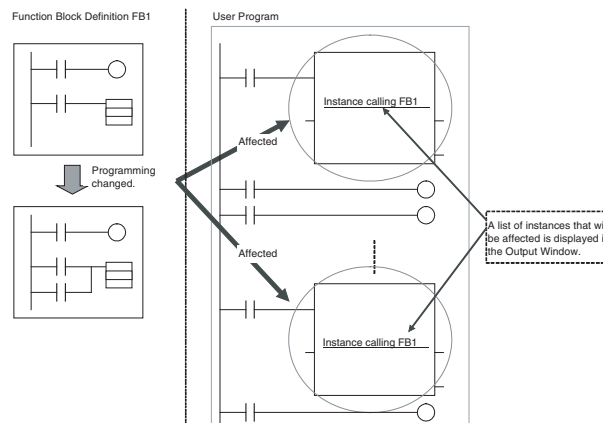 Function Block Definition FB1
User Program
Instance calling FB1
Affected
Programming
changed.
A list of instances that wi
be affected is displayed i
the Output Window.
Affected
Instance calling FB1